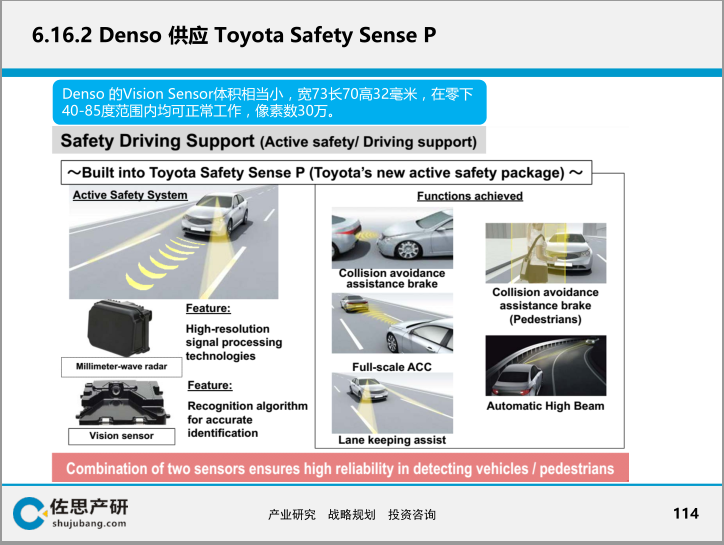 6.16.2 Denso 供应 Toyota Safety Sense P
Denso 的Vision Sensor体积相当小，宽73长70高32毫米，在零下
40-85度范围内均可正常工作，像素数30万。
Safety Driving Support (Active safety/ Driving support)
～Built into Toyota Safety Sense P (Toyota's new active safety package) ～
Active Safety System
Feature:
High-resolution
signal processing
technologies
Millimeter-wave radar
Feature:
Recognition algorithm
for accurate
identification
Vision sensor
Functions achieved
Collision avoidance
assistance brake
Collision avoidance
assistance brake
(Pedestrians)
Full-scale ACC
Automatic High Beam
Lane keeping assist
Combination of two sensors ensures high reliability in detecting vehicles / pedestrians
佐思产研
shujubang.com
产业研究 战略规划 投资咨询
114